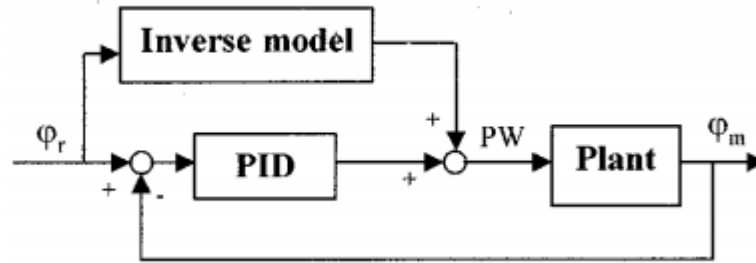 Inverse model
φr
+
PW
φm
+
-
PID
+
Plant